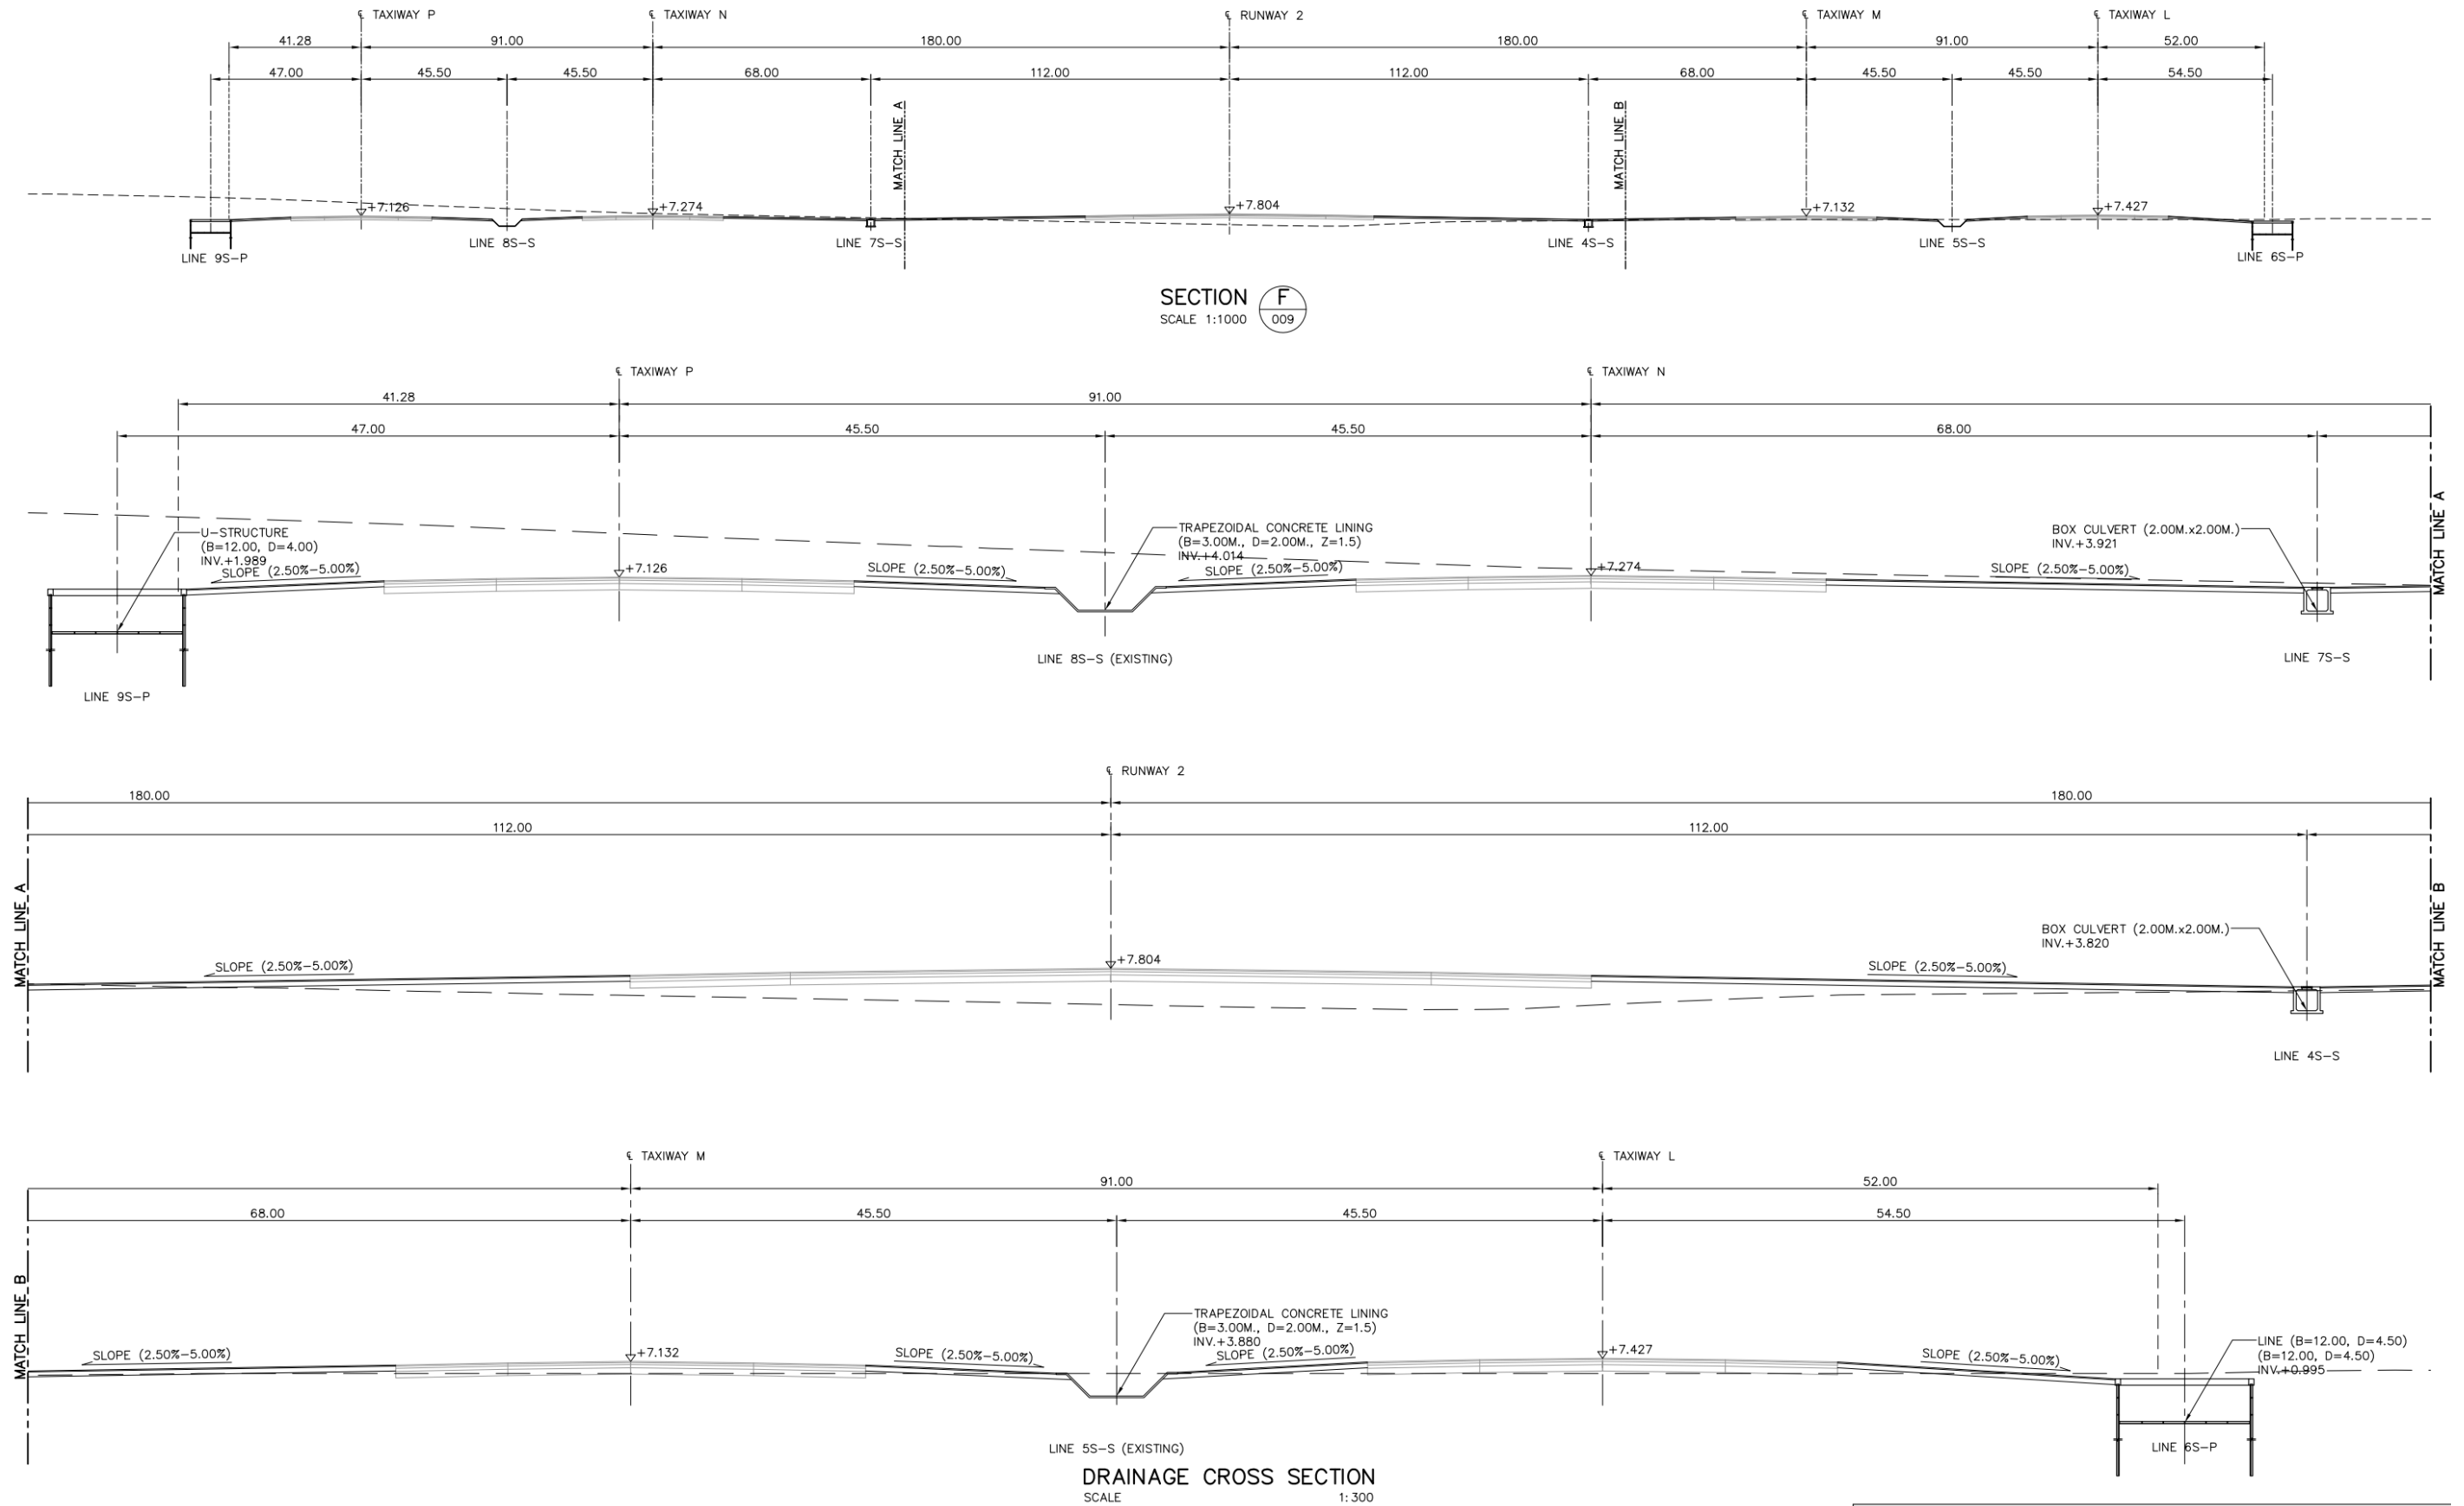 ℄ TAXIWAY P
℄ TAXIWAY N
℄ RUNWAY 2
℄ TAXIWAY M
℄ TAXIWAY L
41.28
91.00
180.00
180.00
91.00
52.00
47.00
45.50
45.50
68.00
112.00
112.00
68.00
45.50
45.50
54.50
MATCH LINE A
MATCH LINE B
+7.126
+7.274
+7.804
+7.132
+7.427
LINE 9S-P
LINE 8S-S
LINE 7S-S
LINE 4S-S
LINE 5S-S
LINE 6S-P
SECTION F
SCALE 1:1000 009
℄ TAXIWAY P
℄ TAXIWAY N
41.28
91.00
47.00
45.50
45.50
68.00
MATCH LINE A
U-STRUCTURE
(B=12.00, D=4.00)
INV.+1.989
SLOPE (2.50%-5.00%)
+7.126
SLOPE (2.50%-5.00%)
TRAPEZOIDAL CONCRETE LINING
(B=3.00M., D=2.00M., Z=1.5)
INV.+4.014
SLOPE (2.50%-5.00%)
+7.274
SLOPE (2.50%-5.00%)
BOX CULVERT (2.00M.x2.00M.)
INV.+3.921
LINE 9S-P
LINE 8S-S (EXISTING)
LINE 7S-S
℄ RUNWAY 2
180.00
180.00
112.00
112.00
MATCH LINE A
MATCH LINE B
SLOPE (2.50%-5.00%)
+7.804
SLOPE (2.50%-5.00%)
BOX CULVERT (2.00M.x2.00M.)
INV.+3.820
LINE 4S-S
℄ TAXIWAY M
℄ TAXIWAY L
91.00
52.00
68.00
45.50
45.50
54.50
MATCH LINE B
SLOPE (2.50%-5.00%)
+7.132
SLOPE (2.50%-5.00%)
TRAPEZOIDAL CONCRETE LINING
(B=3.00M., D=2.00M., Z=1.5)
INV.+3.880
SLOPE (2.50%-5.00%)
+7.427
SLOPE (2.50%-5.00%)
LINE (B=12.00, D=4.50)
(B=12.00, D=4.50)
INV.+0.995
LINE 5S-S (EXISTING)
LINE 6S-P
DRAINAGE CROSS SECTION
SCALE 1:300